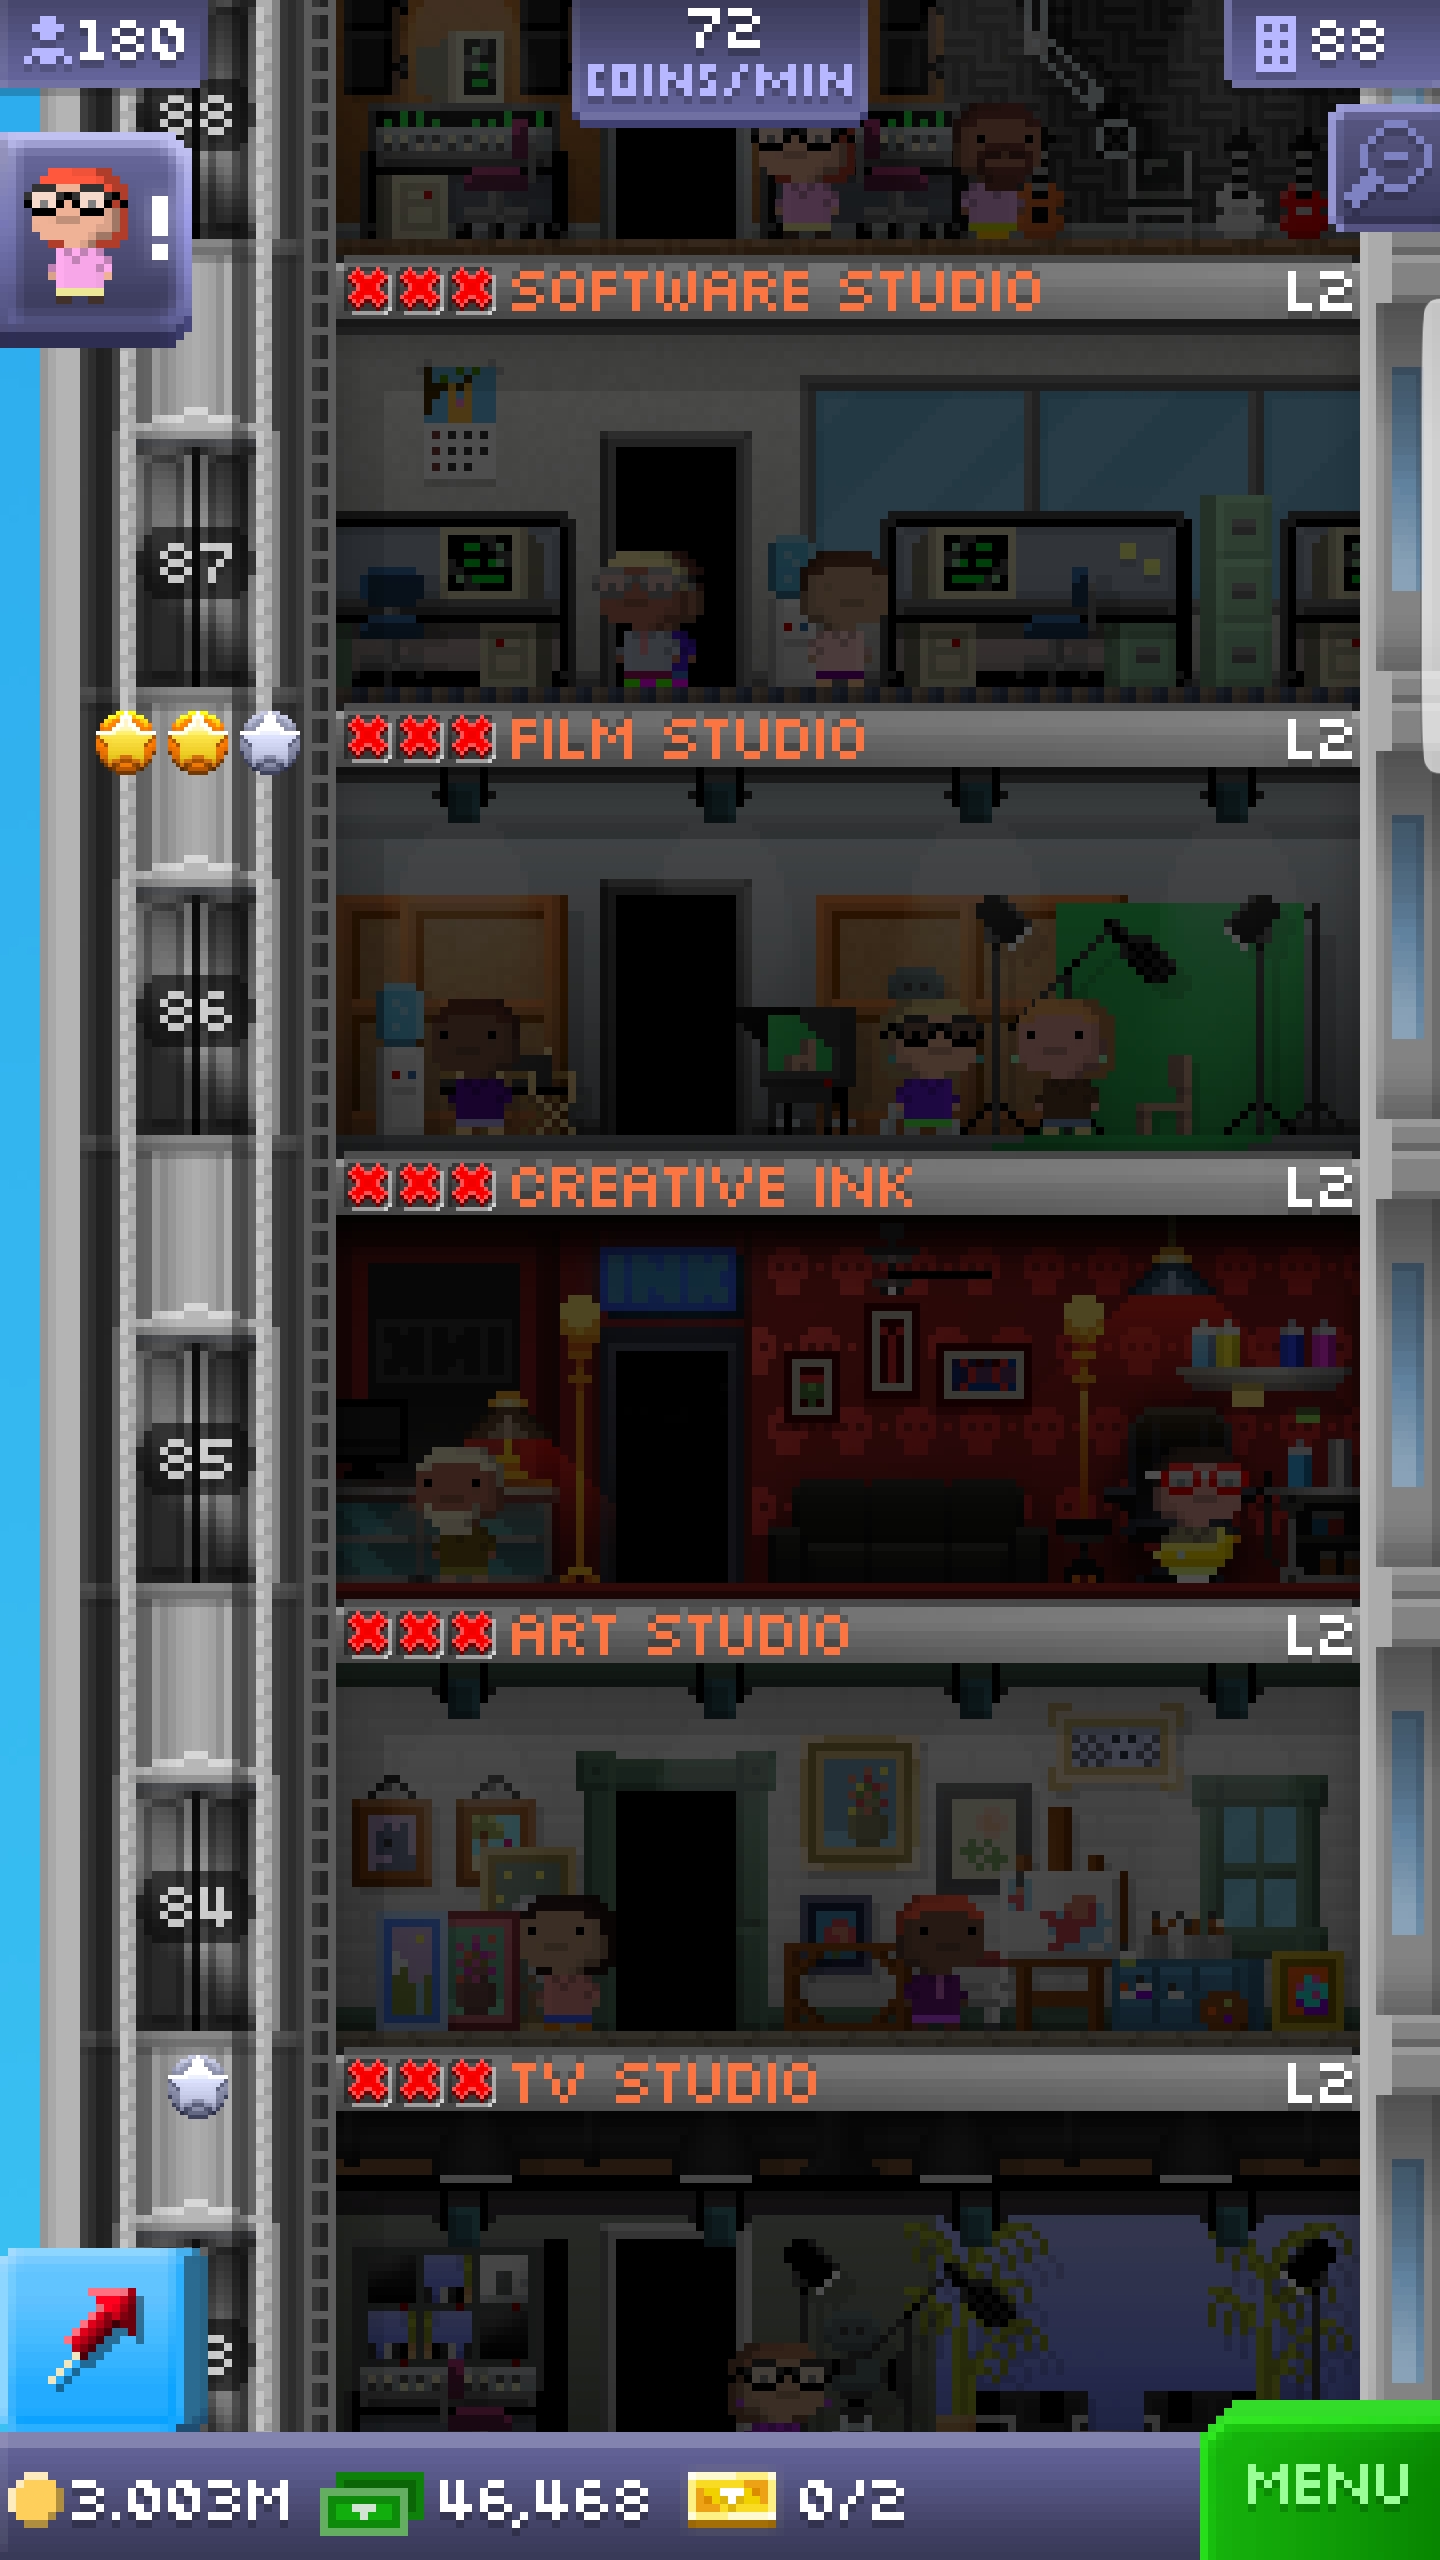 180
72
COINS/MIN
88
88
!
SOFTWARE STUDIO L2
87
FILM STUDIO L2
86
CREATIVE INK L2
INK
85
ART STUDIO L2
84
TV STUDIO L2
3
3.003M 46,468 0/2
MENU